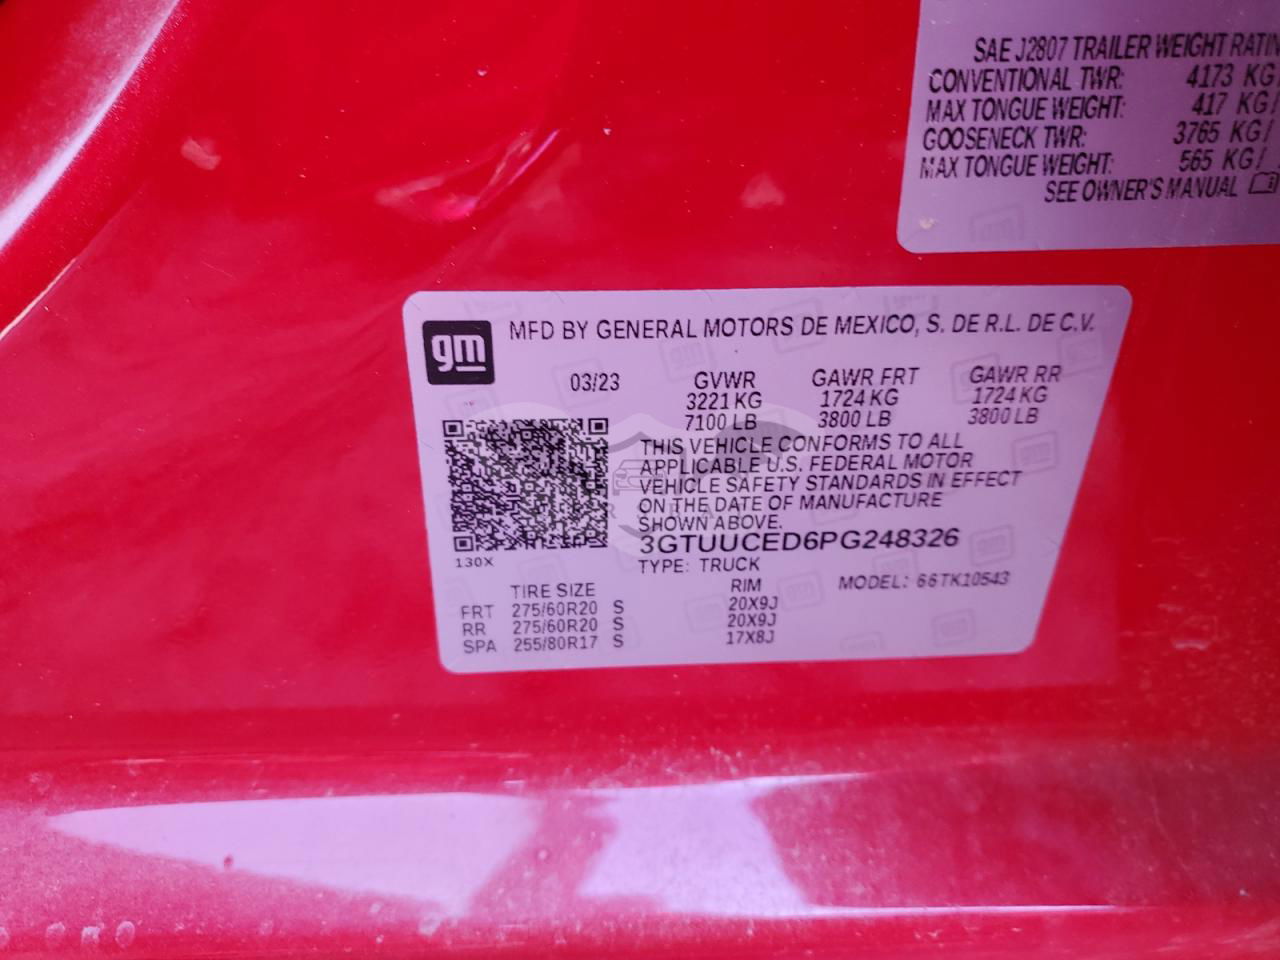 SAE J2807 TRAILER WEIGHT
CONVENTIONAL TWR: 4173 KG/
MAX TONGUE WEIGHT: 417 KG/
GOOSENECK TWR: 3765 KG/
MAX TONGUE WEIGHT: 565 KG/
SEE OWNER'S MANUAL
gm
MFD BY GENERAL MOTORS DE MEXICO, S. DE R.L. DE C.V.
03/23 GVWR GAWR FRT GAWR RR
3221 KG 1724 KG 1724 KG
7100 LB 3800 LB 3800 LB
THIS VEHICLE CONFORMS TO ALL
APPLICABLE U.S. FEDERAL MOTOR
VEHICLE SAFETY STANDARDS IN EFFECT
ON THE DATE OF MANUFACTURE
SHOWN ABOVE.
3GTUUCED6PG248326
130X
TYPE: TRUCK
MODEL: 66TK10543
TIRE SIZE RIM
FRT 275/60R20 S 20X9J
RR 275/60R20 S 20X9J
SPA 255/80R17 S 17X8J